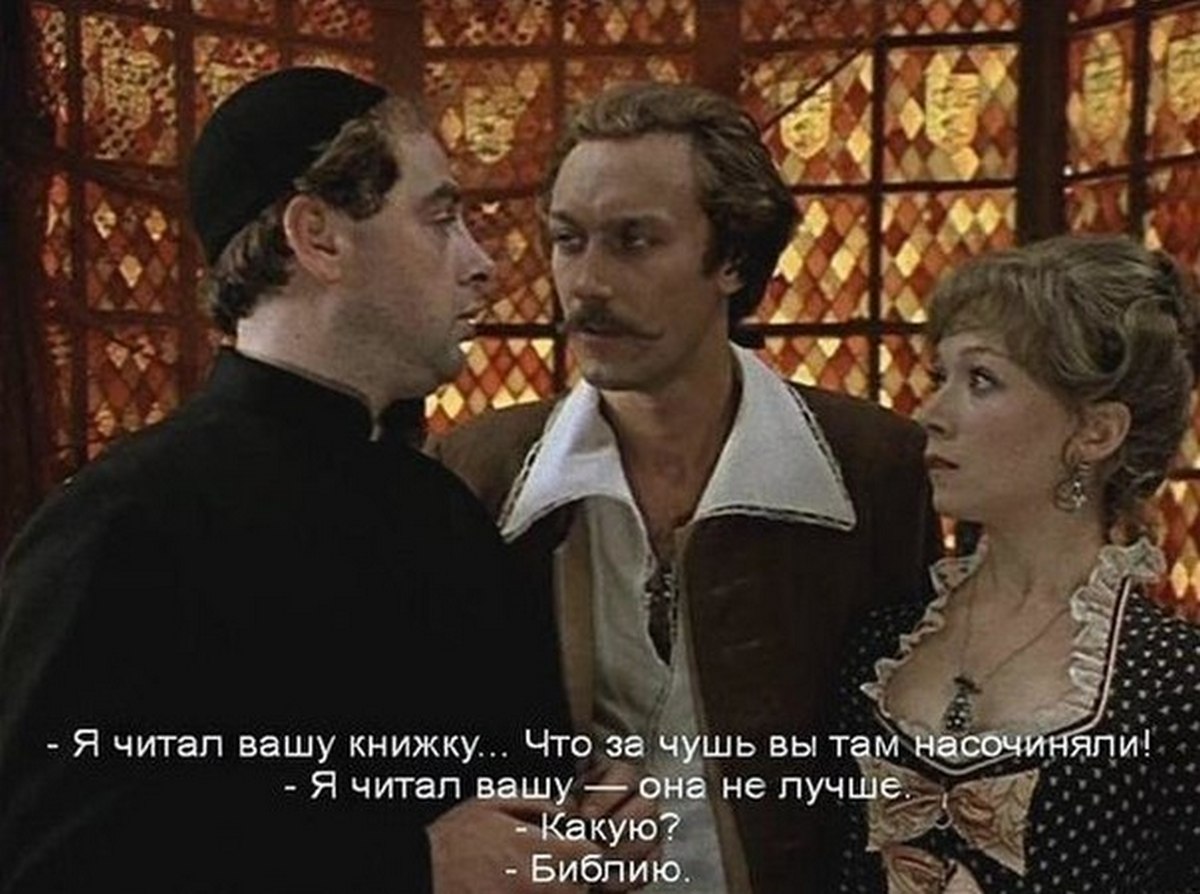 - Я читал вашу книжку... Что за чушь вы там насочиняли!
- Я читал вашу — она не лучше.
- Какую?
- Библию.